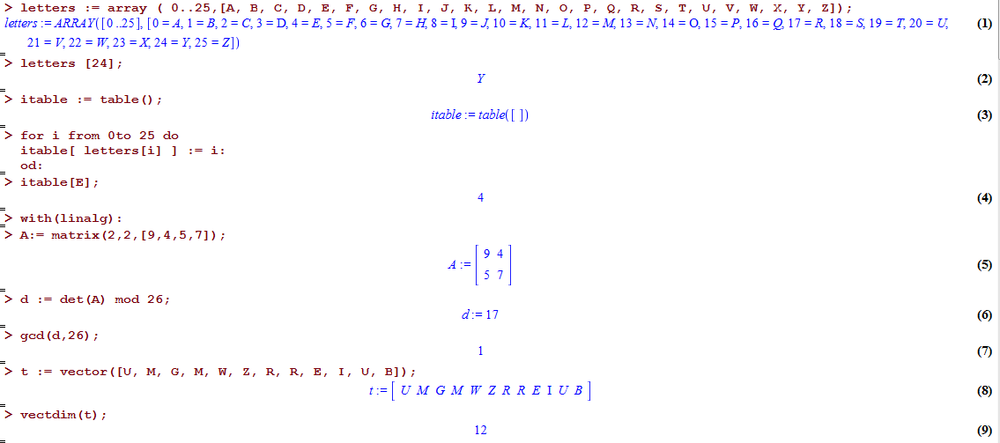 > letters := array ( 0..25,[A, B, C, D, E, F, G, H, I, J, K, L, M, N, O, P, Q, R, S, T, U, V, W, X, Y, Z]);
letters := ARRAY([0 ..25], [0 = A, 1 = B, 2 = C, 3 = D, 4 = E, 5 = F, 6 = G, 7 = H, 8 = I, 9 = J, 10 = K, 11 = L, 12 = M, 13 = N, 14 = O, 15 = P, 16 = Q, 17 = R, 18 = S, 19 = T, 20 = U, (1)
21 = V, 22 = W, 23 = X, 24 = Y, 25 = Z])
> letters [24];
Y (2)
> itable := table();
itable := table([ ]) (3)
> for i from 0to 25 do
itable[ letters[i] ] := i:
od:
> itable[E];
4 (4)
> with(linalg):
> A:= matrix(2,2,[9,4,5,7]);
A := [ 9 4 (5)
5 7 ]
> d := det(A) mod 26;
d := 17 (6)
> gcd(d,26);
1 (7)
> t := vector([U, M, G, M, W, Z, R, R, E, I, U, B]);
t := [ U M G M W Z R R E I U B ] (8)
> vectdim(t);
12 (9)